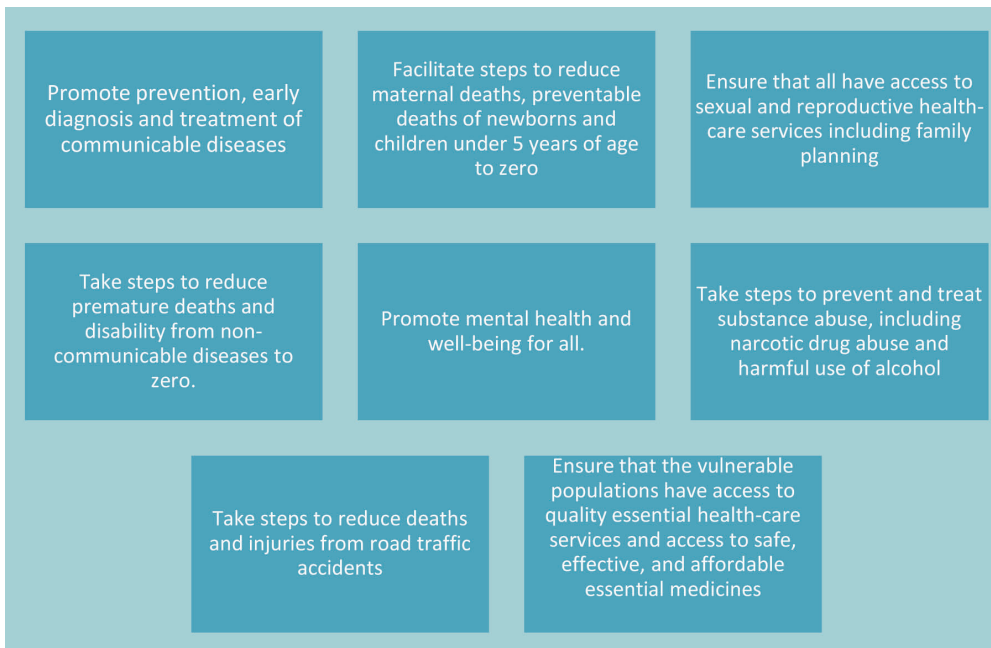 Promote prevention, early
diagnosis and treatment of
communicable diseases
Facilitate steps to reduce
maternal deaths, preventable
deaths of newborns and
children under 5 years of age
to zero
Ensure that all have access to
sexual and reproductive health-
care services including family
planning
Take steps to reduce
premature deaths and
disability from non-
communicable diseases to
zero.
Promote mental health and
well-being for all.
Take steps to prevent and treat
substance abuse, including
narcotic drug abuse and
harmful use of alcohol
Take steps to reduce deaths
and injuries from road traffic
accidents
Ensure that the vulnerable
populations have access to
quality essential health-care
services and access to safe,
effective, and affordable
essential medicines